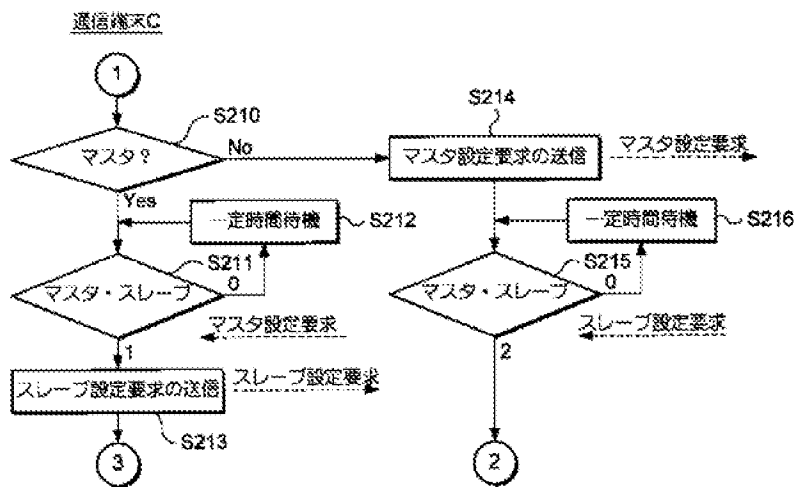 通信端末C
1
S210
マスタ?
No
Yes
S214
マスタ設定要求の送信
マスタ設定要求
一定時間待機
S212
一定時間待機
S216
S211
マスタ・スレーブ
0
S215
マスタ・スレーブ
0
マスタ設定要求
スレーブ設定要求
1
2
スレーブ設定要求の送信
スレーブ設定要求
S213
3
2